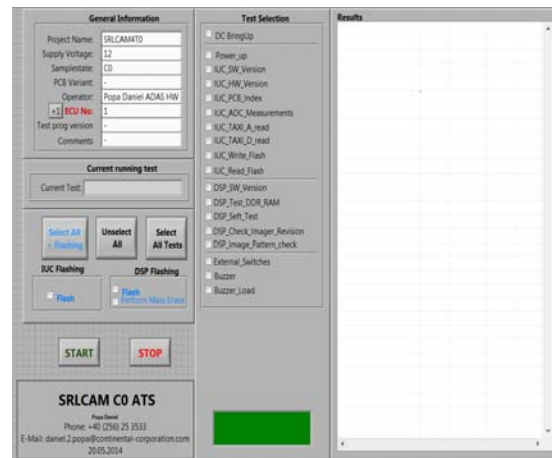 General Information
Project Name: SRLCAM4T0
Supply Voltage: 12
Samplestate: C0
PCB Variant: -
Operator: Popa Daniel ADAS HW
+1 ECU No: 1
Test prog version -
Comments -
Current running test
Current Test:
Select All + Flashing
Unselect All
Select All Tests
IUC Flashing
DSP Flashing
Flash
Flash
Perform Mass Erase
START
STOP
SRLCAM C0 ATS
Popa Daniel
Phone: +40 (256) 25 3533
E-Mail: daniel.2.popa@continental-corporation.com
20.05.2014
Test Selection
DC BringUp
Power_up
IUC_SW_Version
IUC_HW_Version
IUC_PCB_Index
IUC_ADC_Measurements
IUC_TAXI_A_read
IUC_TAXI_D_read
IUC_Write_Flash
IUC_Read_Flash
DSP_SW_Version
DSP_Test_DDR_RAM
DSP_Seft_Test
DSP_Check_Imager_Revision
DSP_Image_Pattern_check
External_Switches
Buzzer
Buzzer_Load
Results